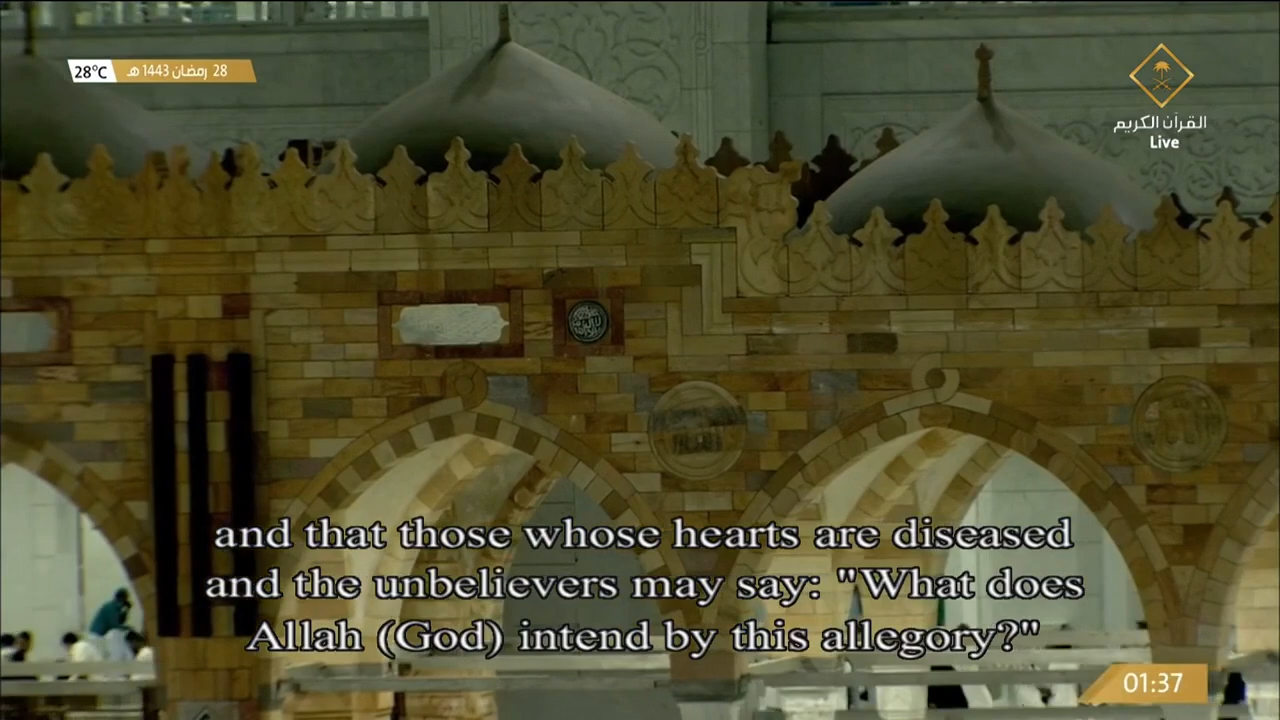 28°C
28 رمضان 1443 هـ
القرآن الكريم
Live
and that those whose hearts are diseased
and the unbelievers may say: "What does
Allah (God) intend by this allegory?"
01:37